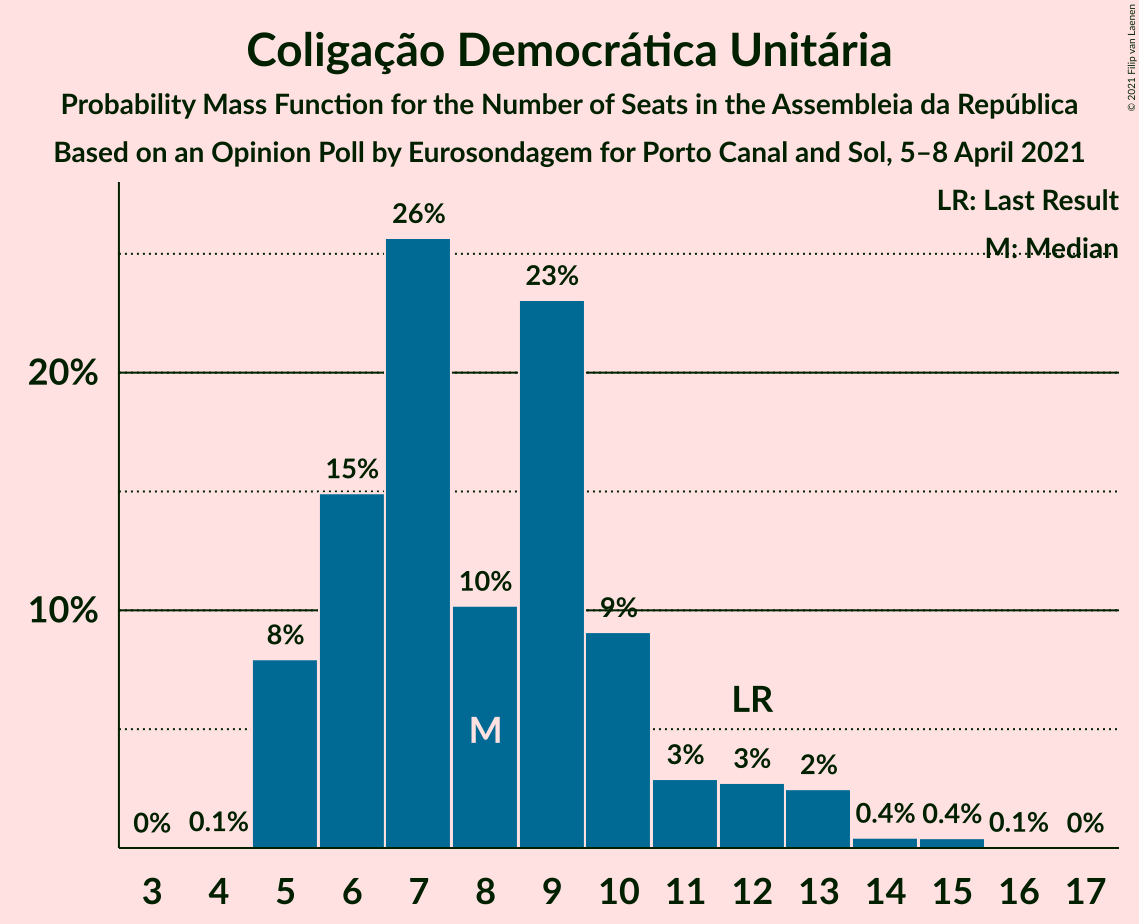 Coligação Democrática Unitária
Probability Mass Function for the Number of Seats in the Assembleia da República
Based on an Opinion Poll by Eurosondagem for Porto Canal and Sol, 5–8 April 2021
© 2021 Filip van Laenen
LR: Last Result
M: Median
20%
10%
0%
0.1%
8%
15%
26%
10%
23%
9%
3%
3%
2%
0.4%
0.4%
0.1%
0%
LR
M
3 4 5 6 7 8 9 10 11 12 13 14 15 16 17